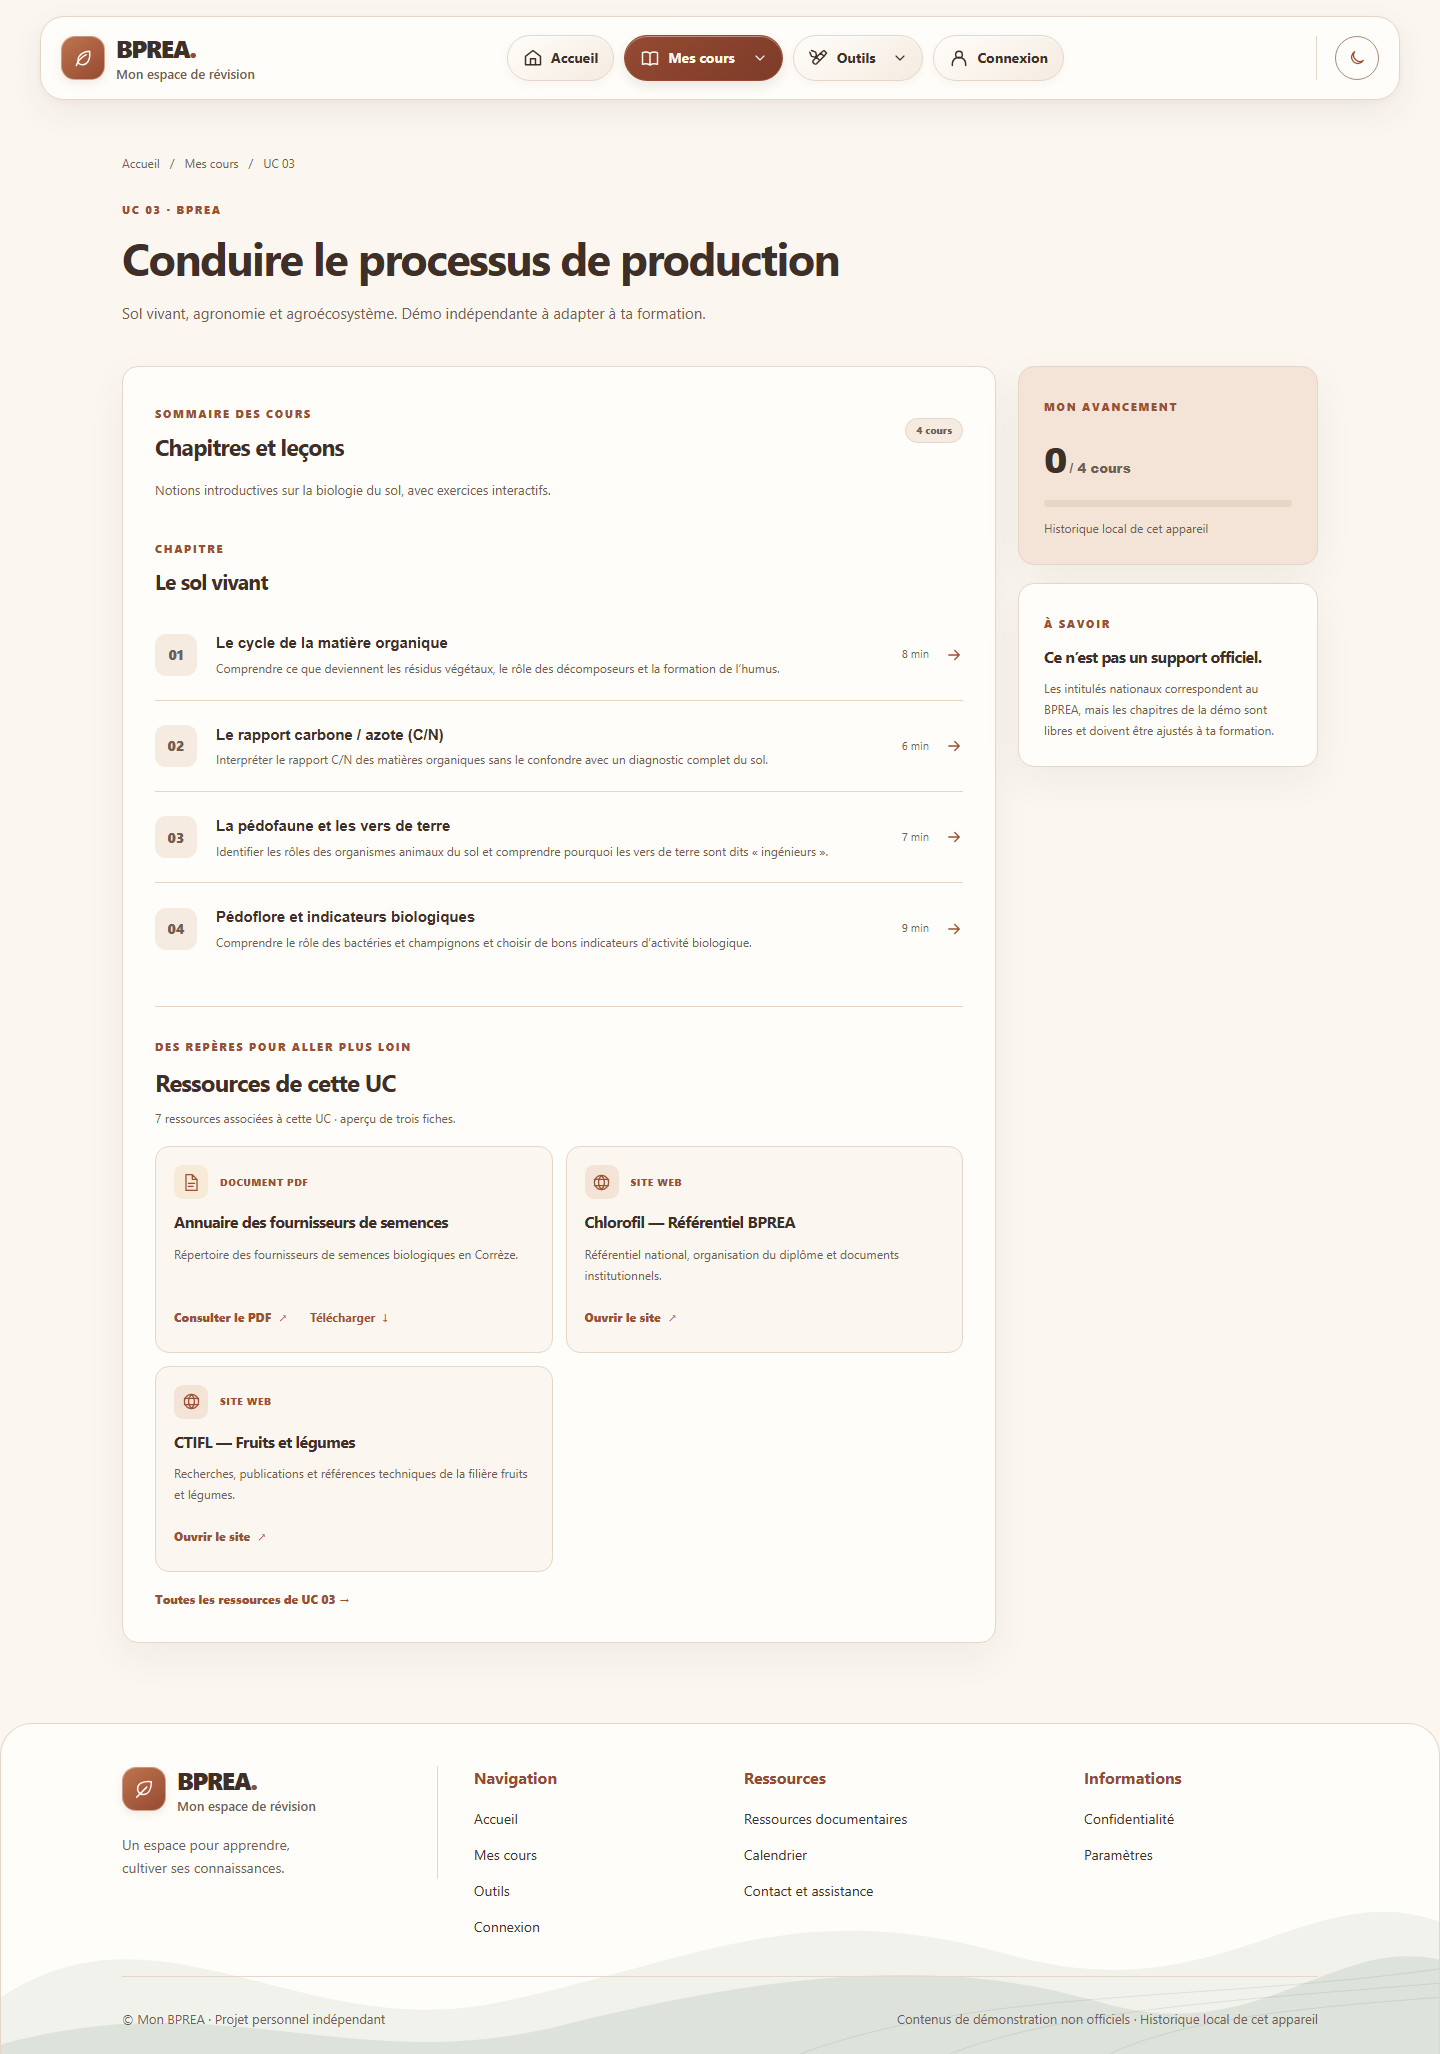 BPREA.
Mon espace de révision
Accueil
Mes cours
Outils
Connexion
Accueil / Mes cours / UC 03
UC 03 · BPREA
Conduire le processus de production
Sol vivant, agronomie et agroécosystème. Démo indépendante à adapter à ta formation.
SOMMAIRE DES COURS
Chapitres et leçons
4 cours
Notions introductives sur la biologie du sol, avec exercices interactifs.
CHAPITRE
Le sol vivant
01
Le cycle de la matière organique
Comprendre ce que deviennent les résidus végétaux, le rôle des décomposeurs et la formation de l'humus.
8 min →
02
Le rapport carbone / azote (C/N)
Interpréter le rapport C/N des matières organiques sans le confondre avec un diagnostic complet du sol.
6 min →
03
La pédofaune et les vers de terre
Identifier les rôles des organismes animaux du sol et comprendre pourquoi les vers de terre sont dits « ingénieurs ».
7 min →
04
Pédoflore et indicateurs biologiques
Comprendre le rôle des bactéries et champignons et choisir de bons indicateurs d'activité biologique.
9 min →
DES REPÈRES POUR ALLER PLUS LOIN
Ressources de cette UC
7 ressources associées à cette UC · aperçu de trois fiches.
DOCUMENT PDF
Annuaire des fournisseurs de semences
Répertoire des fournisseurs de semences biologiques en Corrèze.
Consulter le PDF ↗ Télécharger ↓
SITE WEB
Chlorofil — Référentiel BPREA
Référentiel national, organisation du diplôme et documents
institutionnels.
Ouvrir le site ↗
SITE WEB
CTIFL — Fruits et légumes
Recherches, publications et références techniques de la filière fruits
et légumes.
Ouvrir le site ↗
Toutes les ressources de UC 03 →
MON AVANCEMENT
0 / 4 cours
Historique local de cet appareil
À SAVOIR
Ce n'est pas un support officiel.
Les intitulés nationaux correspondent au
BPREA, mais les chapitres de la démo sont
libres et doivent être ajustés à ta formation.
BPREA.
Mon espace de révision
Un espace pour apprendre,
cultiver ses connaissances.
Navigation
Accueil
Mes cours
Outils
Connexion
Ressources
Ressources documentaires
Calendrier
Contact et assistance
Informations
Confidentialité
Paramètres
© Mon BPREA · Projet personnel indépendant
Contenus de démonstration non officiels · Historique local de cet appareil